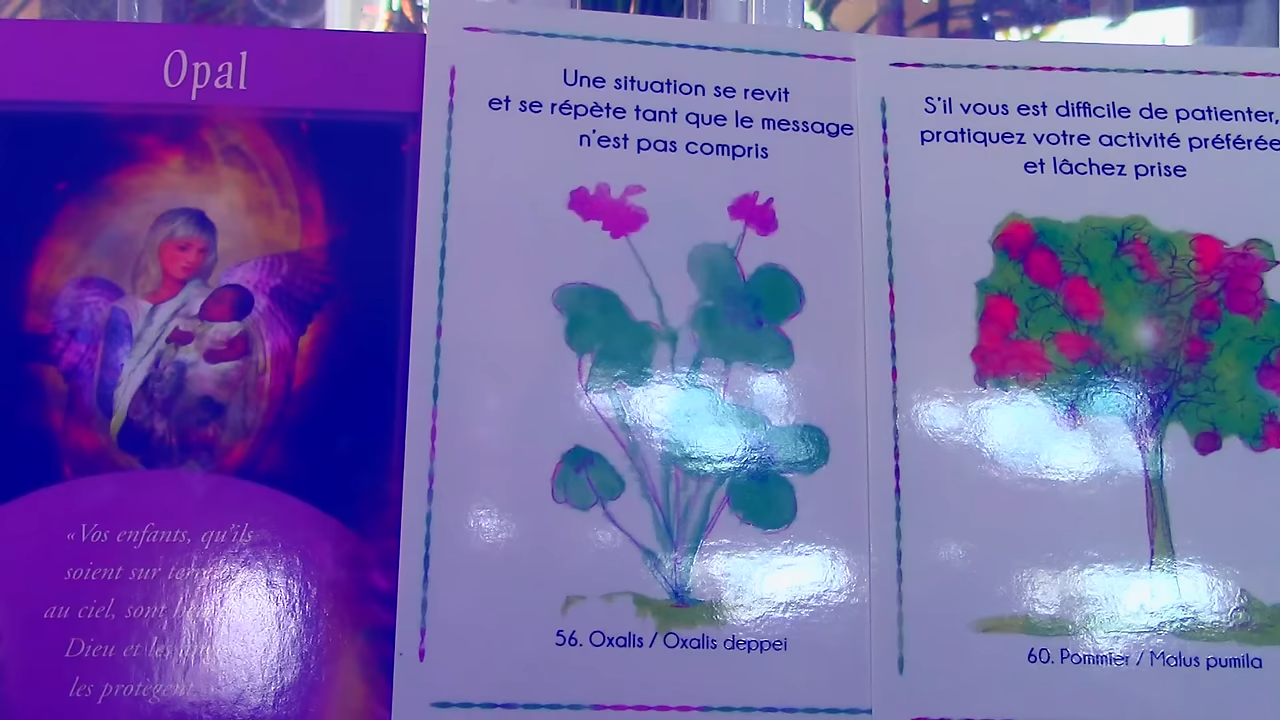 Opal
«Vos enfants, qu'ils
soient sur
au ciel, sont
Dieu et les
les protègent.
Une situation se revit
et se répète tant que le message
n'est pas compris
56. Oxalis / Oxalis deppei
S'il vous est difficile de patienter,
pratiquez votre activité préférée
et lâchez prise
60. Pommier / Malus pumila